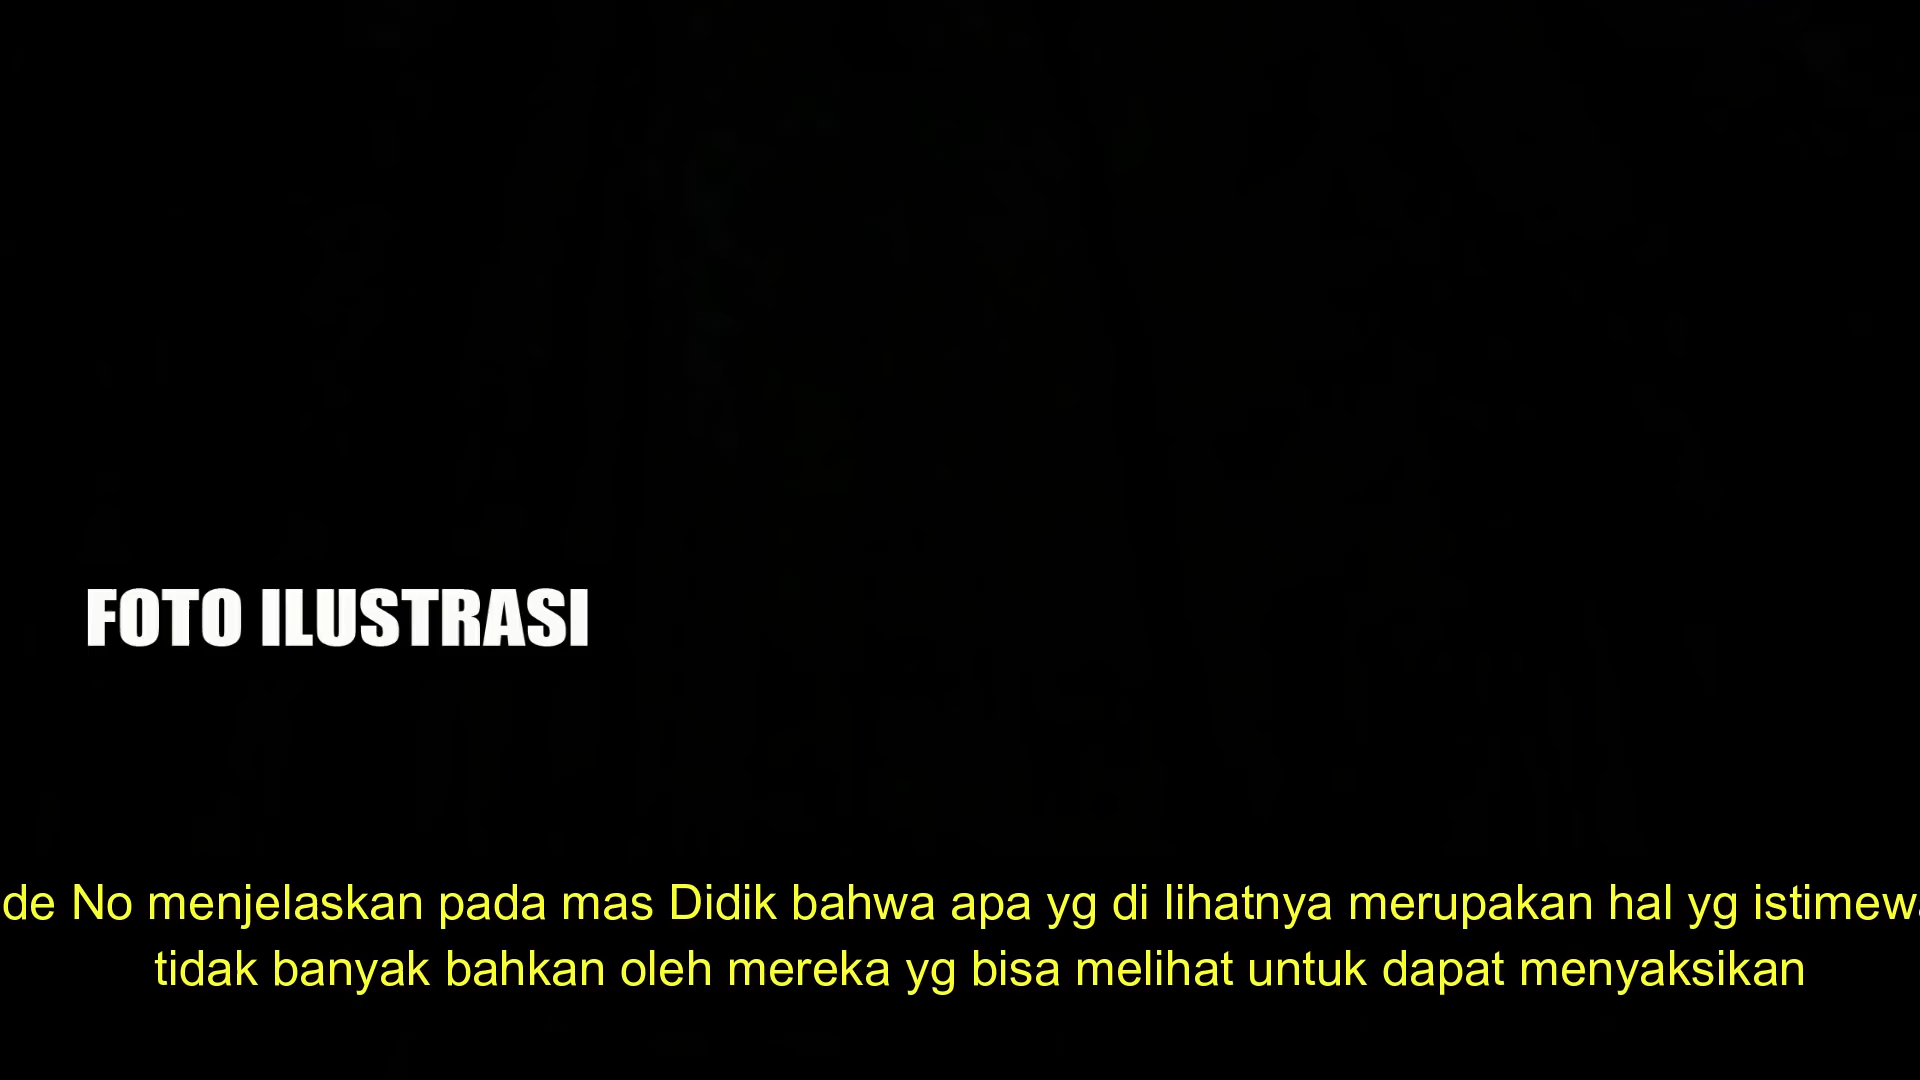 FOTO ILUSTRASI
de No menjelaskan pada mas Didik bahwa apa yg di lihatnya merupakan hal yg istimewa
tidak banyak bahkan oleh mereka yg bisa melihat untuk dapat menyaksikan